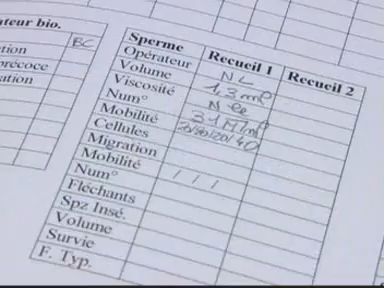 ateur bio.
ation
BC
précoce
ation
Sperme Recueil 1 Recueil 2
Opérateur NL
Volume 1,3 ml
Viscosité
Num° 31 M/ml
Mobilité
Cellules
Migration
Mobilité / / /
Num°
Fléchants
Spz Insé.
Volume
Survie
F. Typ.